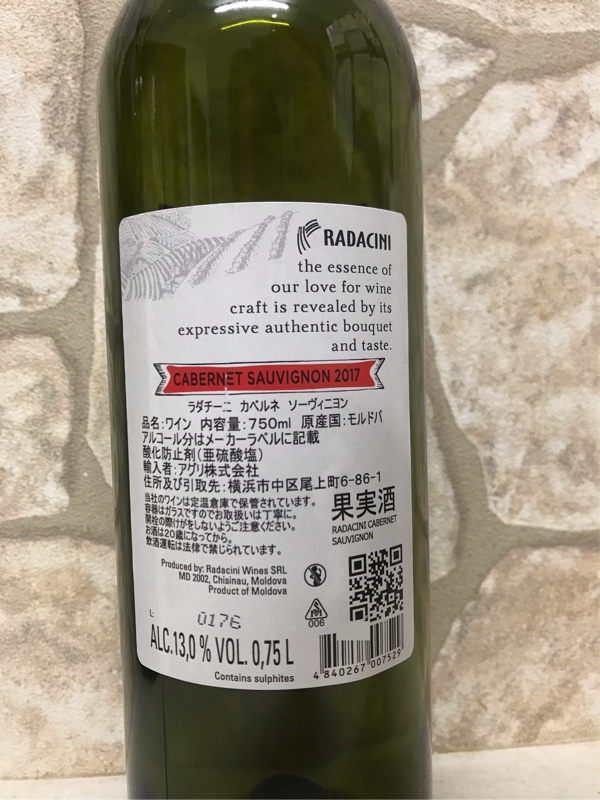 RADACINI
the essence of
our love for wine
craft is revealed by its
expressive authentic bouquet
and taste.
CABERNET SAUVIGNON 2017
ラダチーニ カベルネ ソーヴィニヨン
品名:ワイン 内容量:750ml 原産国:モルドバ
アルコール分はメーカーラベルに記載
酸化防止剤(亜硫酸塩)
輸入者:アグリ株式会社
住所及び引取先:横浜市中区尾上町6-86-1
当社のワインは定温倉庫で保管されています。
容器はガラスですのでお取扱いは丁寧に。
開栓の際けがをしないようご注意ください。
お酒は20歳になってから。
飲酒運転は法律で禁じられています。
果実酒
RADACINI CABERNET
SAUVIGNON
Produced by: Radacini Wines SRL
MD 2002, Chisinau, Moldova
Product of Moldova
006
L:
0176
ALC.13,0 % VOL. 0,75 L
Contains sulphites
4 840267 007529